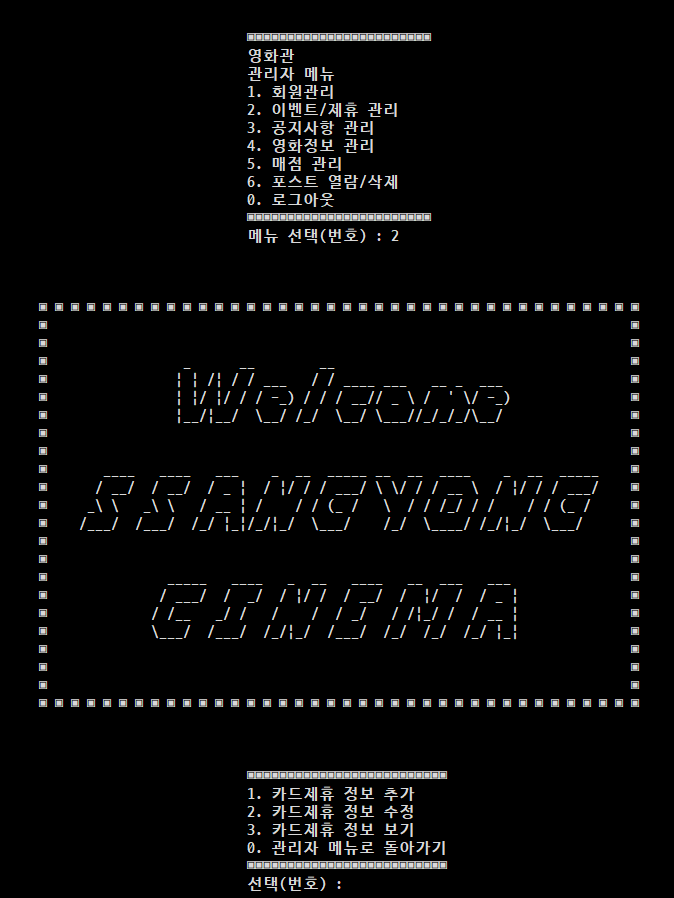 영화관
관리자 메뉴
1. 회원관리
2. 이벤트/제휴 관리
3. 공지사항 관리
4. 영화정보 관리
5. 매점 관리
6. 포스트 열람/삭제
0. 로그아웃
메뉴 선택(번호) : 2
Welcome
SSANGYONG
CINEMA
1. 카드제휴 정보 추가
2. 카드제휴 정보 수정
3. 카드제휴 정보 보기
0. 관리자 메뉴로 돌아가기
선택(번호) :